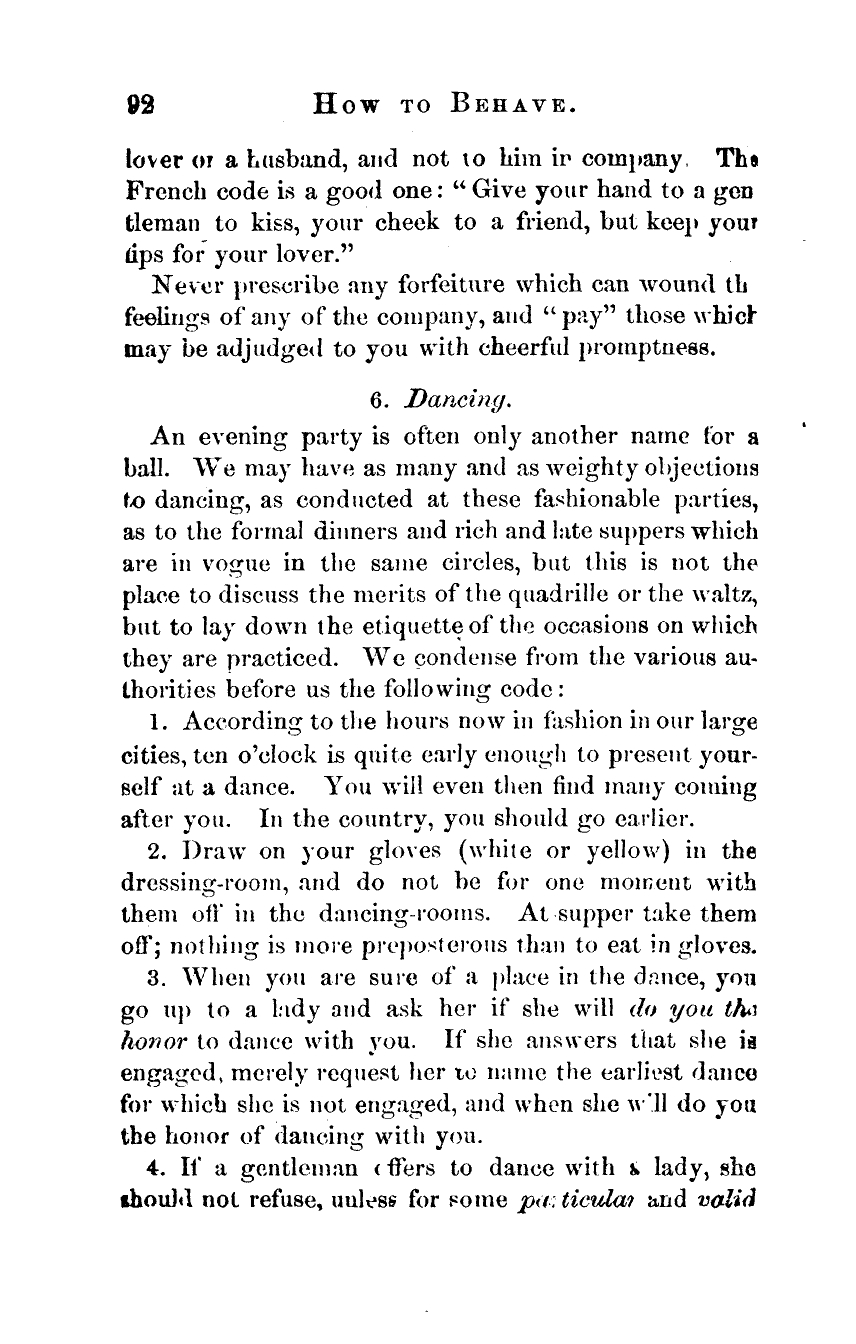 92 How to Behave.
lover or a husband, and not to him in company. The
French code is a good one: “Give your hand to a gen
tleman to kiss, your cheek to a friend, but keep your
lips for your lover.”
Never prescribe any forfeiture which can wound th
feelings of any of the company, and “pay” those which
may be adjudged to you with cheerful promptness.
6. Dancing.
An evening party is often only another name for a
ball. We may have as many and as weighty objections
to dancing, as conducted at these fashionable parties,
as to the formal dinners and rich and late suppers which
are in vogue in the same circles, but this is not the
place to discuss the merits of the quadrille or the waltz,
but to lay down the etiquette of the occasions on which
they are practiced. We condense from the various au-
thorities before us the following code:
1. According to the hours now in fashion in our large
cities, ten o’clock is quite early enough to present your-
self at a dance. You will even then find many coming
after you. In the country, you should go earlier.
2. Draw on your gloves (white or yellow) in the
dressing-room, and do not be for one moment with
them off in the dancing-rooms. At supper take them
off; nothing is more preposterous than to eat in gloves.
3. When you are sure of a place in the dance, you
go up to a lady and ask her if she will do you the
honor to dance with you. If she answers that she is
engaged, merely request her to name the earliest dance
for which she is not engaged, and when she will do you
the honor of dancing with you.
4. If a gentleman offers to dance with a lady, she
should not refuse, unless for some particular and valid